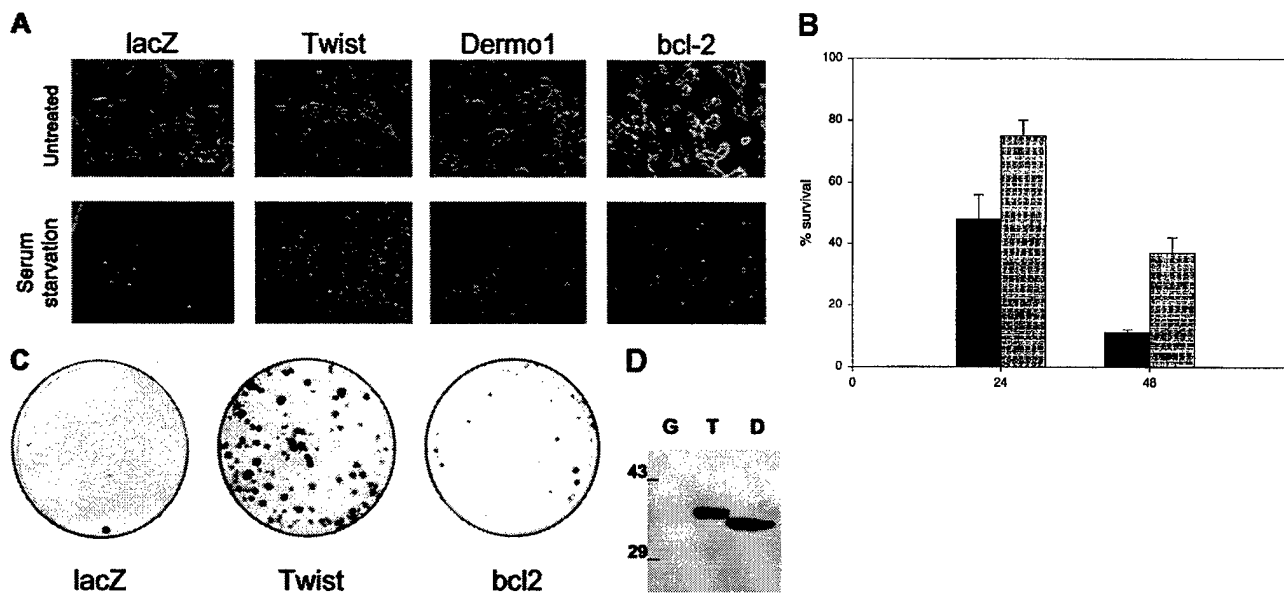 A
lacZ
Twist
Dermo1
bcl-2
Untreated
Serum
starvation
B
100
80
60
40
20
0
% survival
0
24
48
C
lacZ
Twist
bcl2
D
G
T
D
43
29